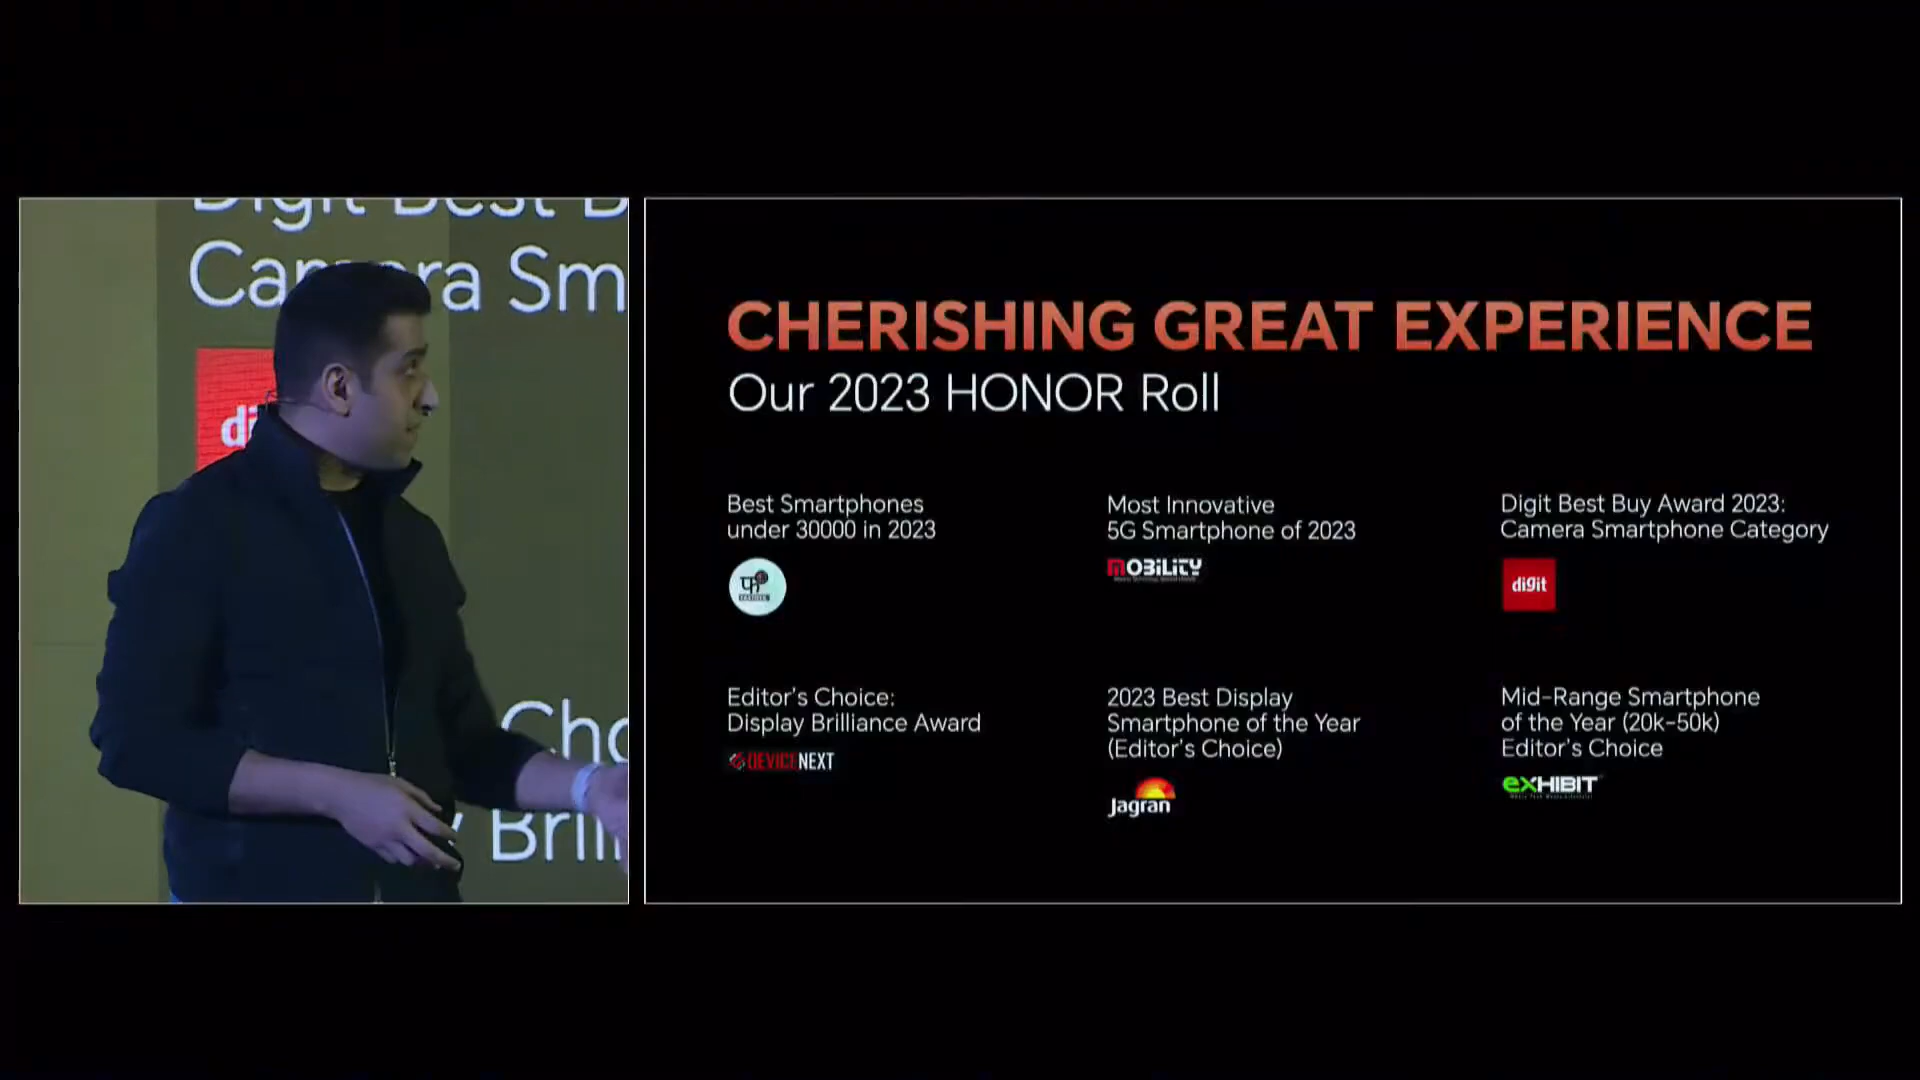 Digit Best B
Ca ra Sm
di
Cho
Brill
CHERISHING GREAT EXPERIENCE
Our 2023 HONOR Roll
Best Smartphones
under 30000 in 2023
Most Innovative
5G Smartphone of 2023
MOBILITY
Digit Best Buy Award 2023:
Camera Smartphone Category
digit
Editor's Choice:
Display Brilliance Award
DEVICENEXT
2023 Best Display
Smartphone of the Year
(Editor's Choice)
Jagran
Mid-Range Smartphone
of the Year (20k-50k)
Editor's Choice
EXHIBIT